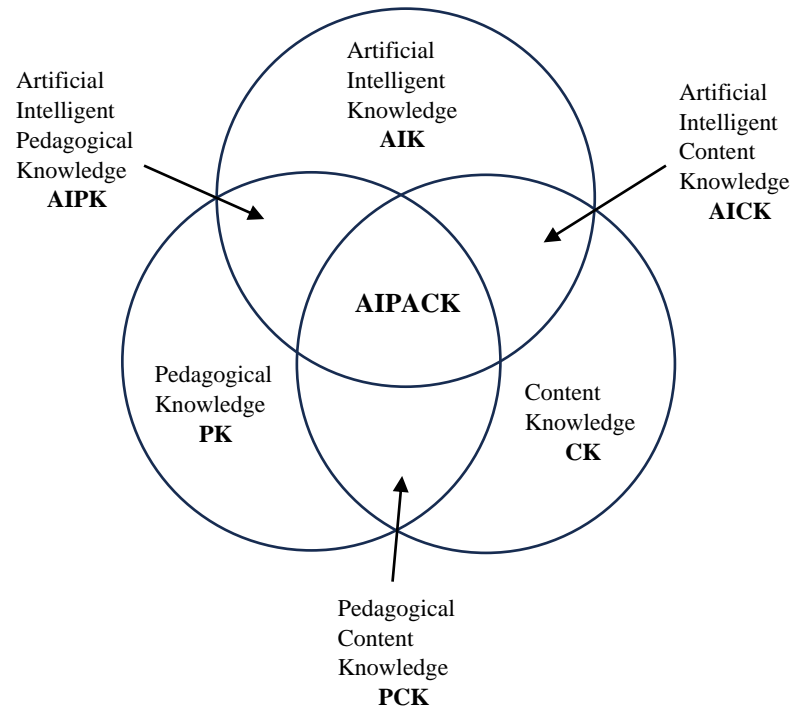 Artificial
Intelligent
Knowledge
AIK
Artificial
Intelligent
Pedagogical
Knowledge
AIPK
Artificial
Intelligent
Content
Knowledge
AICK
AIPACK
Pedagogical
Knowledge
PK
Content
Knowledge
CK
Pedagogical
Content
Knowledge
PCK